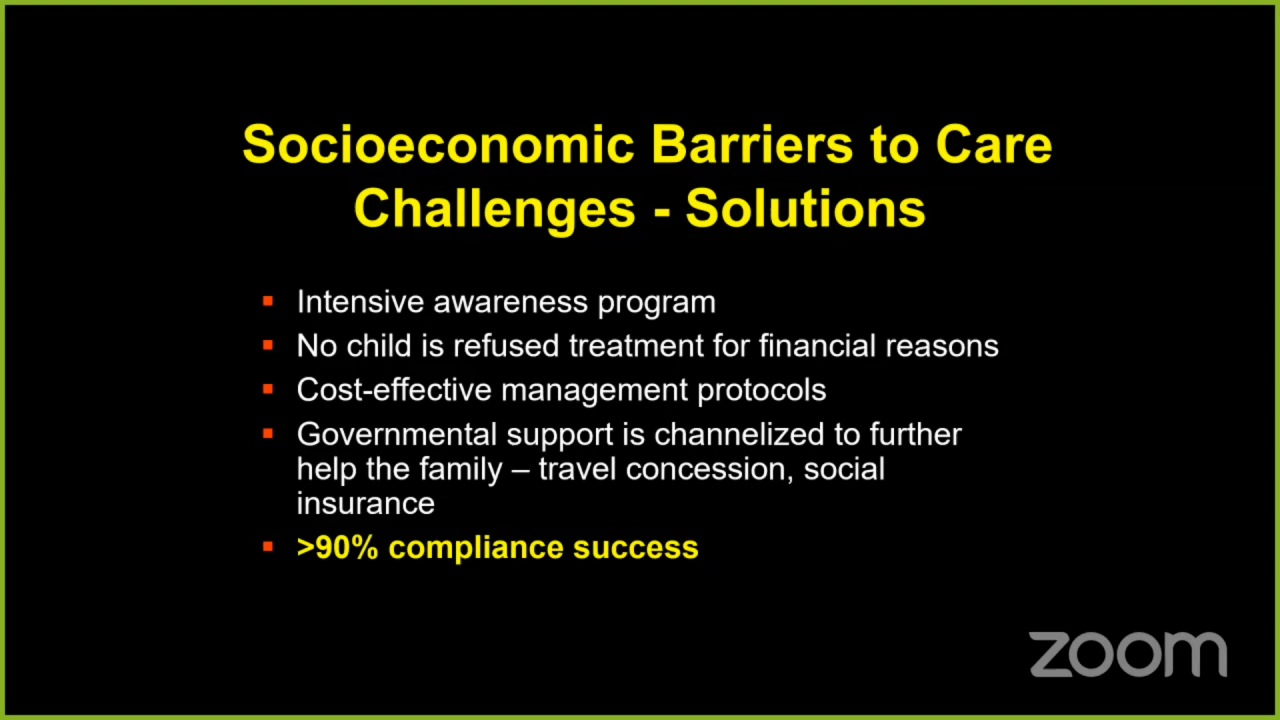 Socioeconomic Barriers to Care
Challenges - Solutions
▪ Intensive awareness program
▪ No child is refused treatment for financial reasons
▪ Cost-effective management protocols
▪ Governmental support is channelized to further
help the family – travel concession, social
insurance
▪ >90% compliance success
zoom